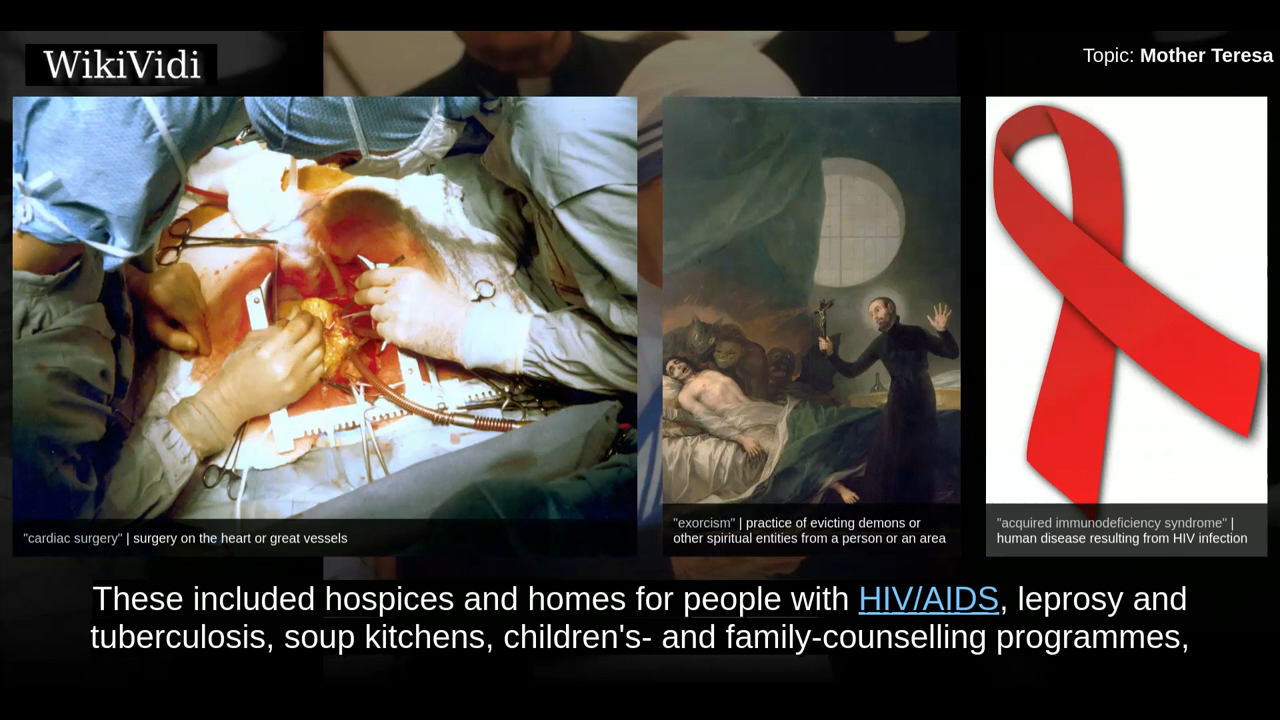 WikiVidi
Topic: Mother Teresa
"cardiac surgery" | surgery on the heart or great vessels
"exorcism" | practice of evicting demons or
other spiritual entities from a person or an area
"acquired immunodeficiency syndrome" |
human disease resulting from HIV infection
These included hospices and homes for people with HIV/AIDS, leprosy and
tuberculosis, soup kitchens, children's- and family-counselling programmes,